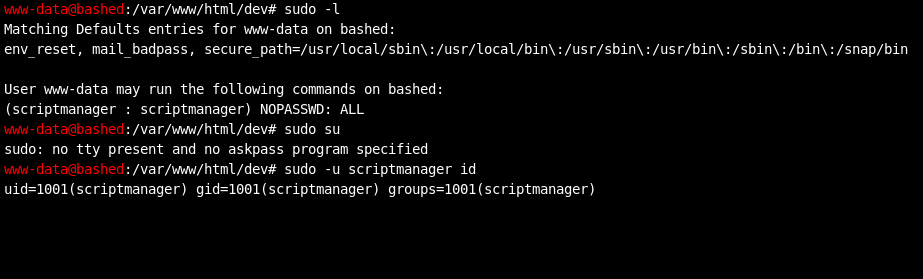 www-data@bashed:/var/www/html/dev# sudo -l
Matching Defaults entries for www-data on bashed:
env_reset, mail_badpass, secure_path=/usr/local/sbin\:/usr/local/bin\:/usr/sbin\:/usr/bin\:/sbin\:/bin\:/snap/bin
User www-data may run the following commands on bashed:
(scriptmanager : scriptmanager) NOPASSWD: ALL
www-data@bashed:/var/www/html/dev# sudo su
sudo: no tty present and no askpass program specified
www-data@bashed:/var/www/html/dev# sudo -u scriptmanager id
uid=1001(scriptmanager) gid=1001(scriptmanager) groups=1001(scriptmanager)